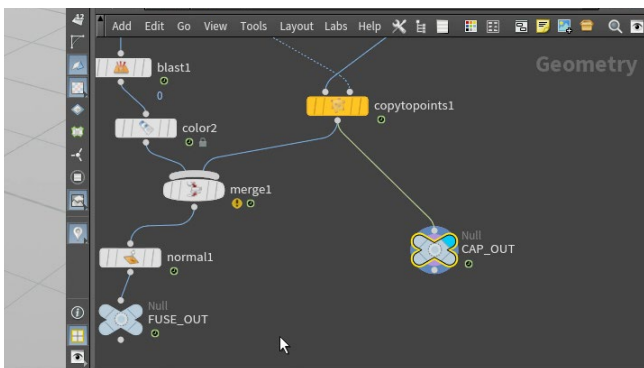 Add Edit Go View Tools Layout Labs Help
Geometry
blast1
0
copytopoints1
color2
merge1
Null
CAP_OUT
normal1
Null
FUSE_OUT